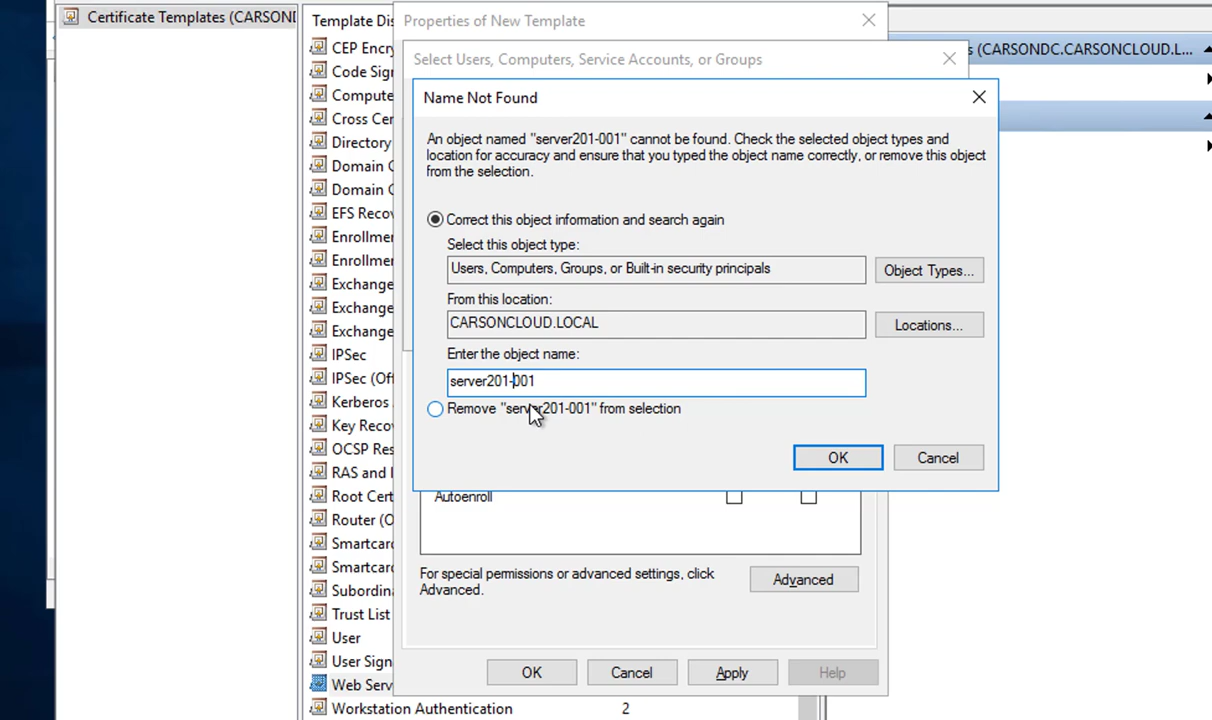 Certificate Templates (CARSOND
Template Dis
CEP Encry
Code Sig
Compute
Cross Cer
Directory
Domain C
Domain C
EFS Reco
Enrollme
Enrollme
Exchange
Exchange
Exchange
IPSec
IPSec (Off
Kerberos
Key Reco
OCSP Res
RAS and I
Root Cert
Router (O
Smartcar
Smartcar
Subordina
Trust List
User
User Sign
Web Serv
Workstation Authentication 2
Properties of New Template
Select Users, Computers, Service Accounts, or Groups
s (CARSONDC.CARSONCLOUD.L...
Name Not Found
An object named "server201-001" cannot be found. Check the selected object types and
location for accuracy and ensure that you typed the object name correctly, or remove this object
from the selection.
Correct this object information and search again
Select this object type:
Users, Computers, Groups, or Built-in security principals
Object Types...
From this location:
CARSONCLOUD.LOCAL
Locations...
Enter the object name:
server201-001
Remove "server201-001" from selection
OK Cancel
Autoenroll
For special permissions or advanced settings, click
Advanced.
Advanced
OK Cancel Apply Help